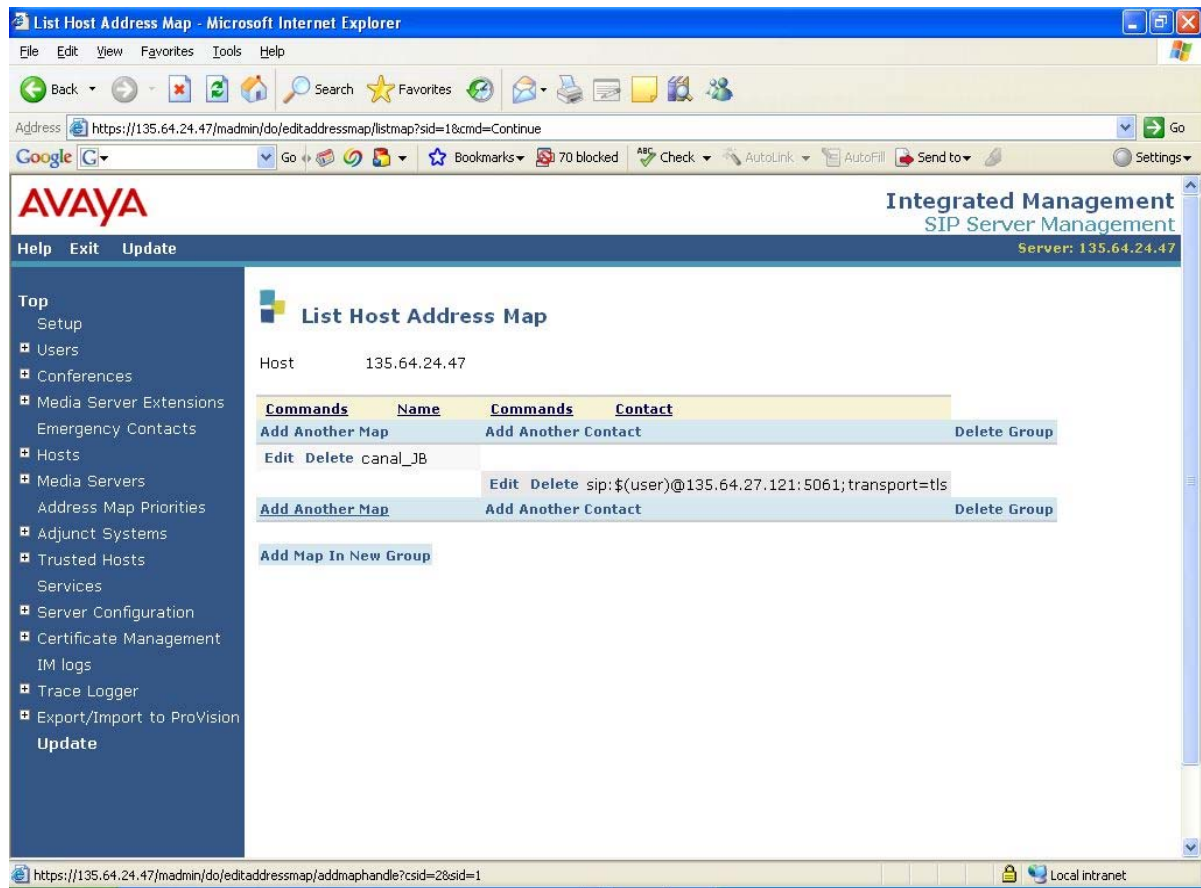 List Host Address Map - Microsoft Internet Explorer
File Edit View Favorites Tools Help
Back Search Favorites
Address https://135.64.24.47/madmin/do/editaddressmap/listmap?sid=1&cmd=Continue Go
Google G Go Bookmarks 70 blocked ABC Check AutoLink AutoFill Send to Settings
AVAYA
Integrated Management
SIP Server Management
Help Exit Update Server: 135.64.24.47
Top
Setup
Users
Conferences
Media Server Extensions
Emergency Contacts
Hosts
Media Servers
Address Map Priorities
Adjunct Systems
Trusted Hosts
Services
Server Configuration
Certificate Management
IM logs
Trace Logger
Export/Import to ProVision
Update
List Host Address Map
Host 135.64.24.47
Commands Name Commands Contact
Add Another Map Add Another Contact Delete Group
Edit Delete canal_JB
Edit Delete sip:$(user)@135.64.27.121:5061;transport=tls
Add Another Map Add Another Contact Delete Group
Add Map In New Group
https://135.64.24.47/madmin/do/editaddressmap/addmaphandle?csid=28&sid=1 Local intranet